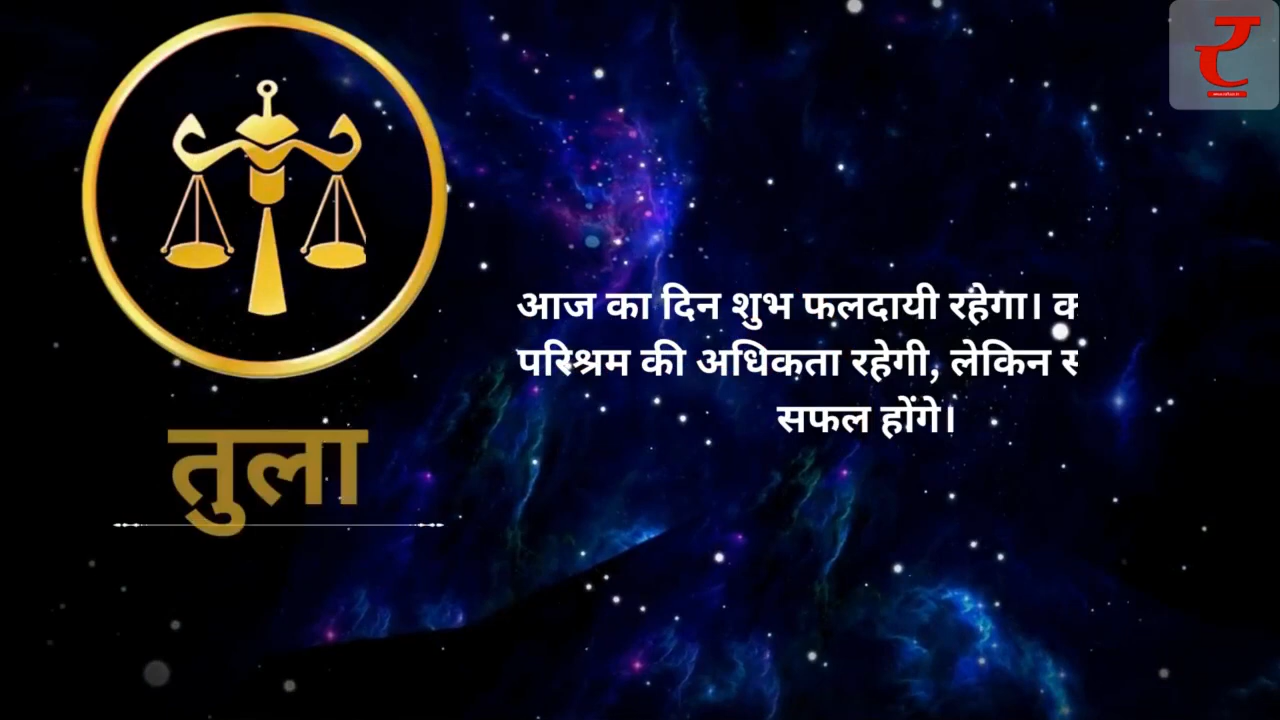 तुला
आज का दिन शुभ फलदायी रहेगा।
परिश्रम की अधिकता रहेगी, लेकिन
सफल होंगे।